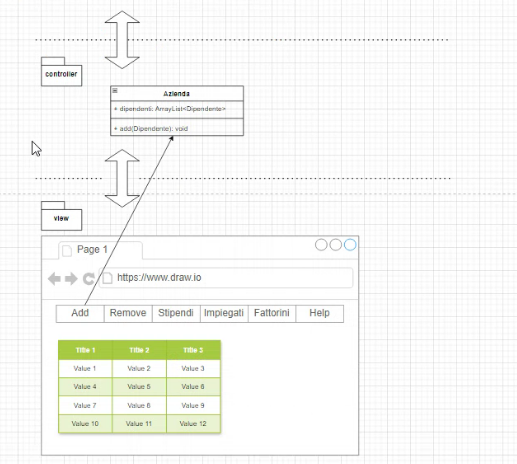 controller
Azienda
+ dipendenti: ArrayList<Dipendente>
+ add(Dipendente): void
view
Page 1
https://www.draw.io
Add Remove Stipendi Impiegati Fattorini Help
Title 1 Title 2 Title 3
Value 1 Value 2 Value 3
Value 4 Value 5 Value 6
Value 7 Value 8 Value 9
Value 10 Value 11 Value 12